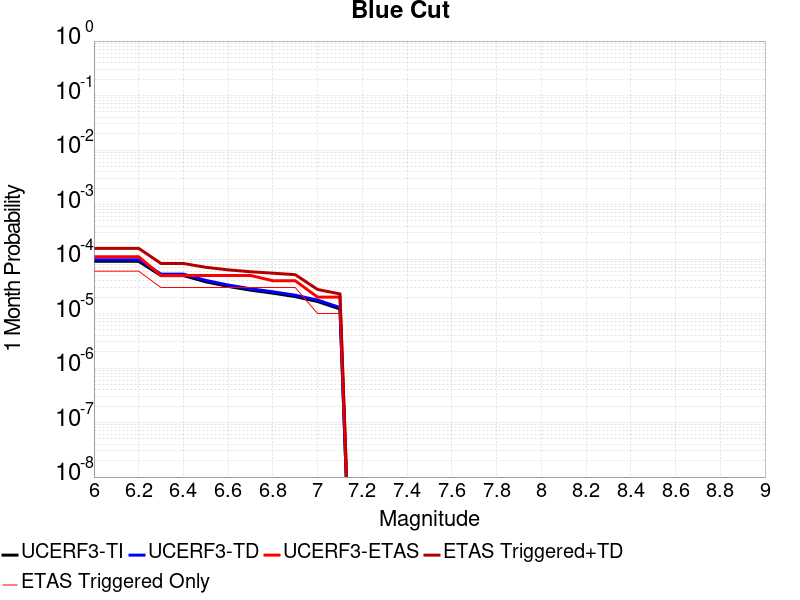 Blue Cut
10^0
10^-1
10^-2
10^-3
10^-4
10^-5
10^-6
10^-7
10^-8
1 Month Probability
6 6.2 6.4 6.6 6.8 7 7.2 7.4 7.6 7.8 8 8.2 8.4 8.6 8.8 9
Magnitude
UCERF3-TI UCERF3-TD UCERF3-ETAS ETAS Triggered+TD
ETAS Triggered Only